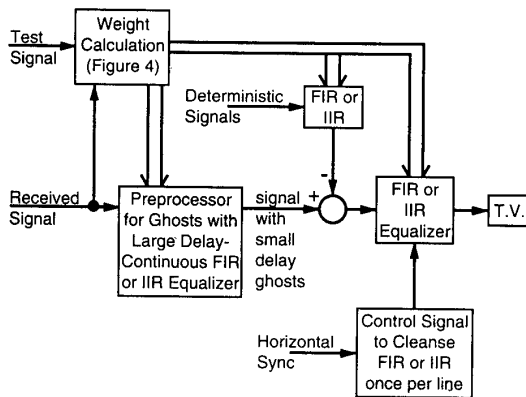 Test
Signal
Weight
Calculation
(Figure 4)
Deterministic
Signals
FIR or
IIR
-
+
Received
Signal
Preprocessor
for Ghosts with
Large Delay-
Continuous FIR
or IIR Equalizer
signal
with
small
delay
ghosts
FIR or
IIR
Equalizer
T.V.
Horizontal
Sync
Control Signal
to Cleanse
FIR or IIR
once per line